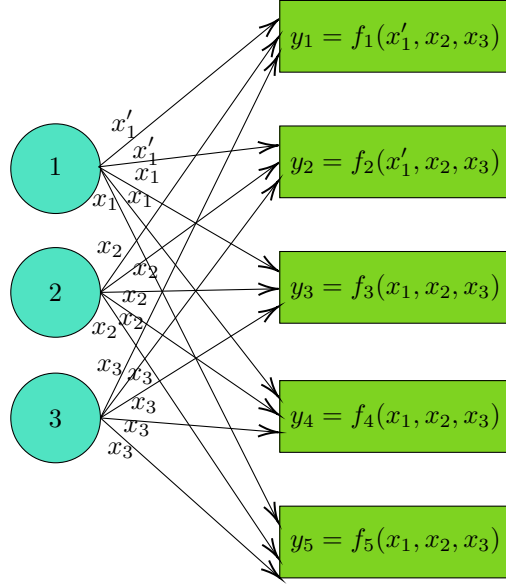 y₁ = f₁(x′₁, x₂, x₃)
x′₁
x′₁
1
x₁
x₁
x₁
y₂ = f₂(x′₁, x₂, x₃)
x₂
x₂
2
x₂
x₂
x₂
y₃ = f₃(x₁, x₂, x₃)
x₃
x₃
3
x₃
x₃
x₃
y₄ = f₄(x₁, x₂, x₃)
y₅ = f₅(x₁, x₂, x₃)